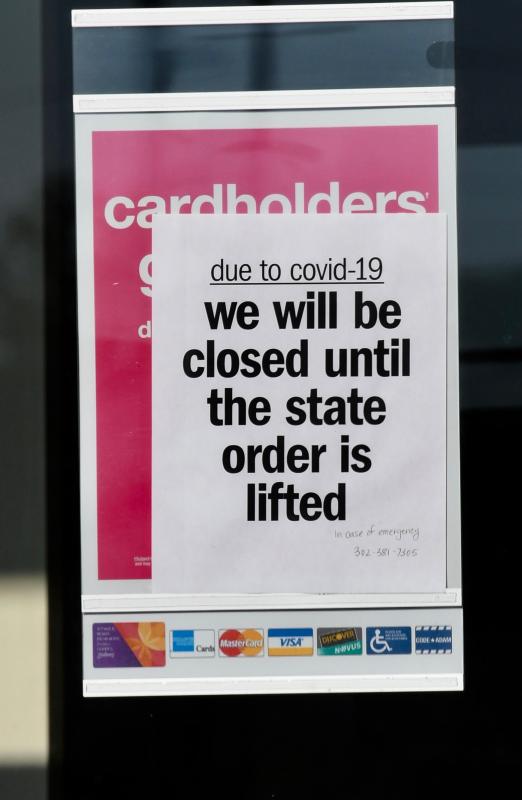 cardholders
g
d
due to covid-19
we will be
closed until
the state
order is
lifted
In case of emergency
302-381-7305
Cards
MasterCard
VISA
DISCOVER
NOVUS
CODE ADAM